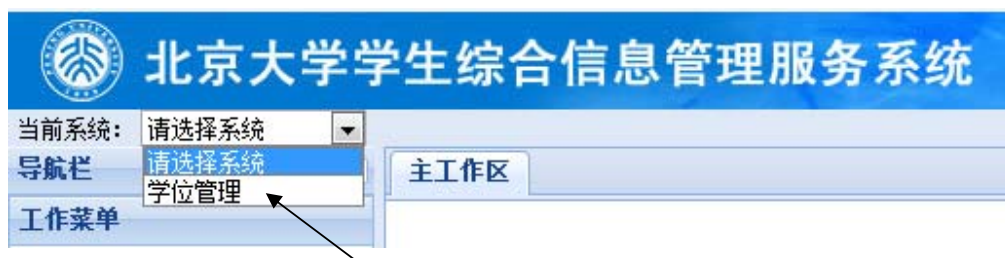 北京大学学生综合信息管理服务系统
当前系统： 请选择系统
导航栏 请选择系统 主工作区
学位管理
工作菜单